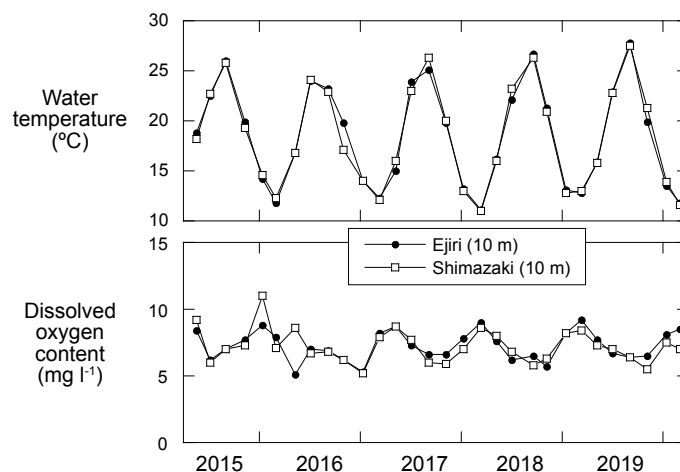 30
25
20
15
10
Water
temperature
(ºC)
Ejiri (10 m)
Shimazaki (10 m)
15
10
5
0
Dissolved
oxygen
content
(mg l-1)
2015 2016 2017 2018 2019